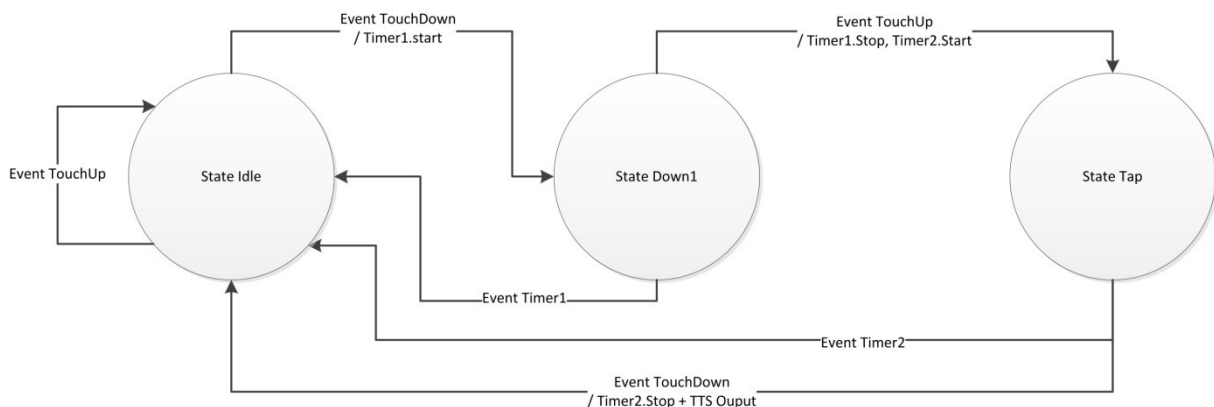 Event TouchDown
/ Timer1.start
Event TouchUp
/ Timer1.Stop, Timer2.Start
Event TouchUp
State Idle
State Down1
State Tap
Event Timer1
Event Timer2
Event TouchDown
/ Timer2.Stop + TTS Ouput